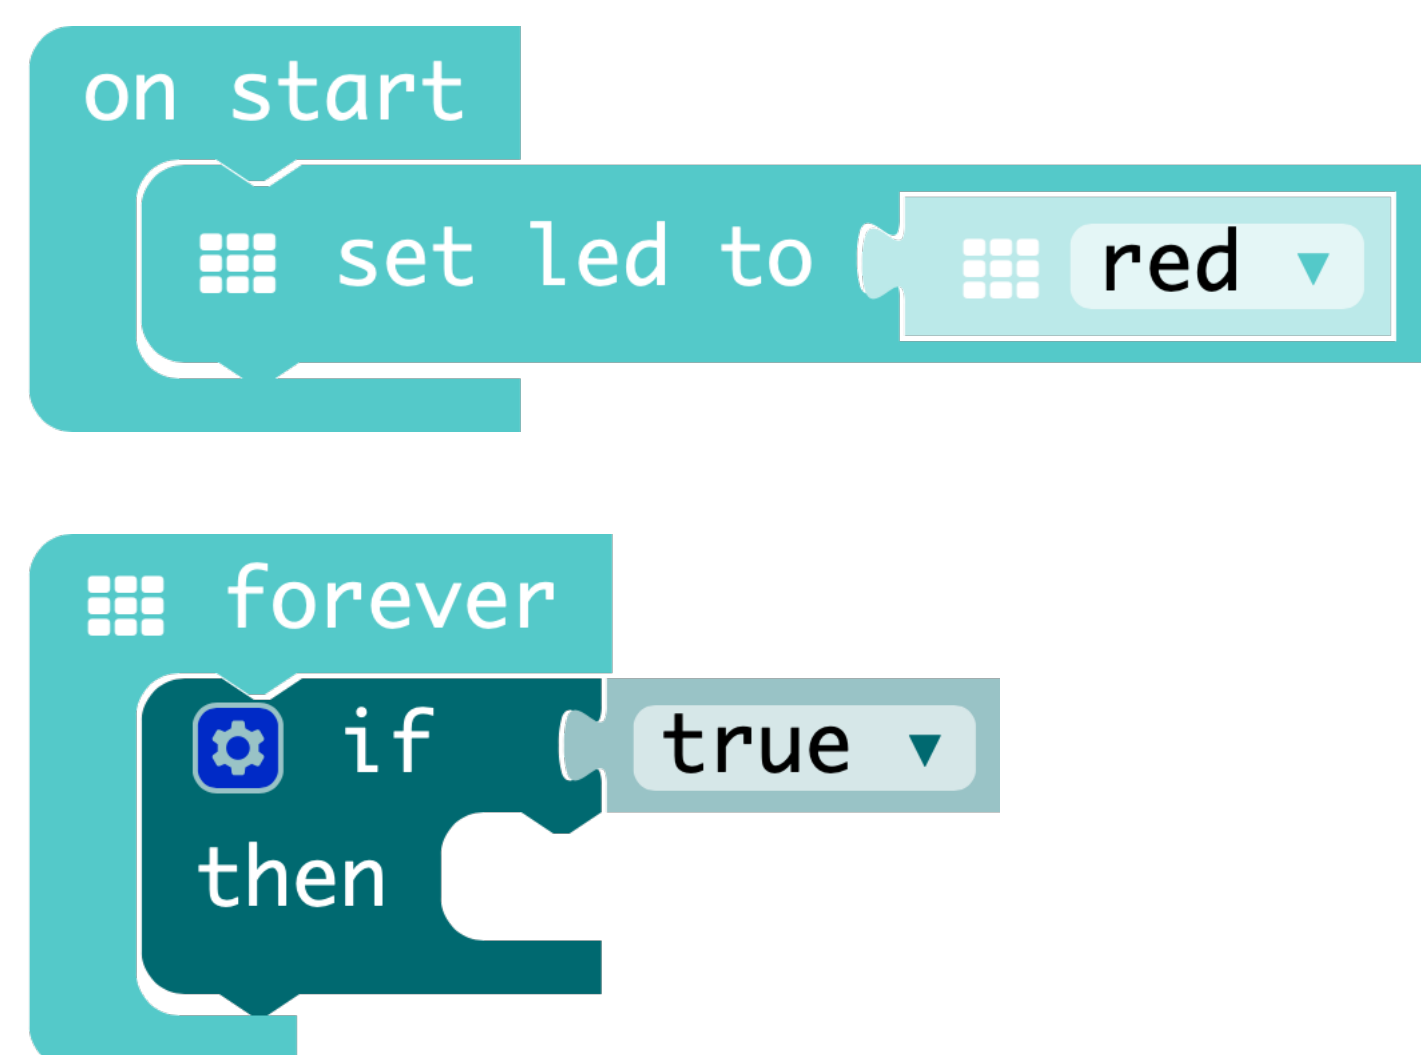 on start
set led to red ▼
forever
if true ▼
then